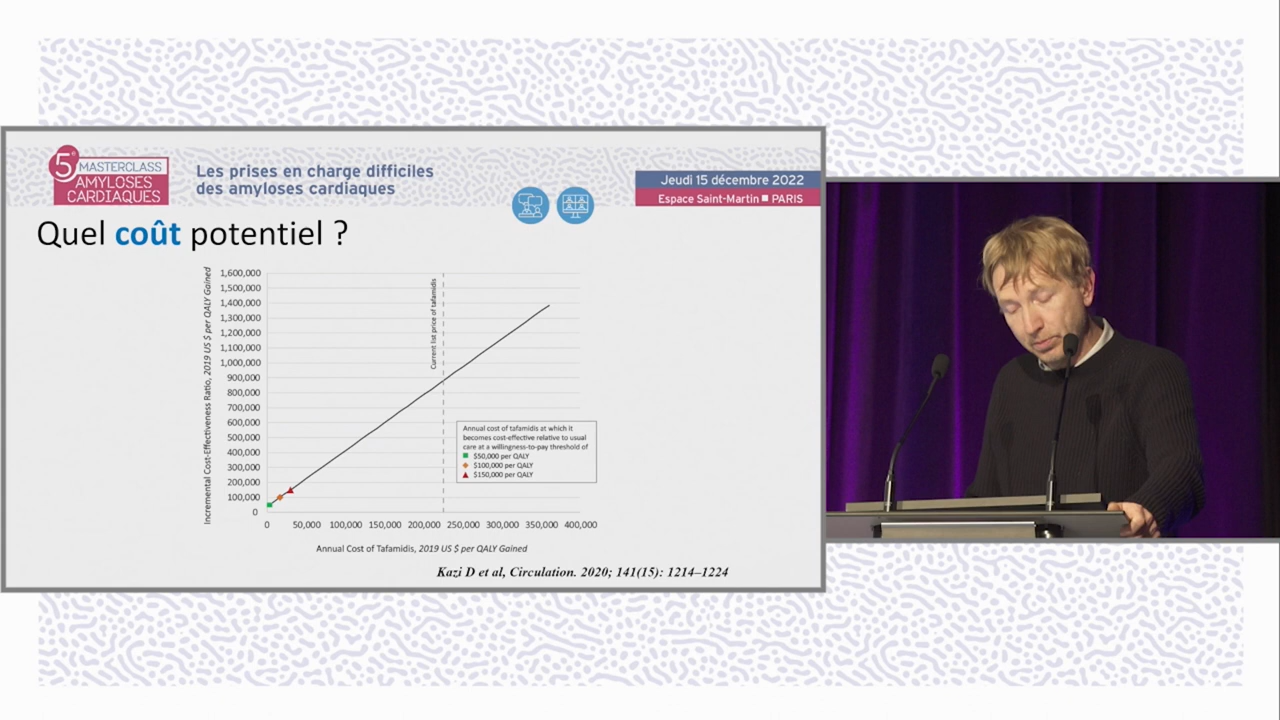 5e
MASTERCLASS
AMYLOSES
CARDIAQUES
Les prises en charge difficiles
des amyloses cardiaques
Jeudi 15 décembre 2022
Espace Saint-Martin ■ PARIS
Quel coût potentiel ?
Incremental Cost-Effectiveness Ratio, 2019 US $ per QALY Gained
1,600,000
1,500,000
1,400,000
1,300,000
1,200,000
1,100,000
1,000,000
900,000
800,000
700,000
600,000
500,000
400,000
300,000
200,000
100,000
0
Current list price of tafamidis
Annual cost of tafamidis at which it
becomes cost-effective relative to usual
care at a willingness-to-pay threshold of
$50,000 per QALY
$100,000 per QALY
$150,000 per QALY
0 50,000 100,000 150,000 200,000 250,000 300,000 350,000 400,000
Annual Cost of Tafamidis, 2019 US $ per QALY Gained
Kazi D et al, Circulation. 2020; 141(15): 1214–1224